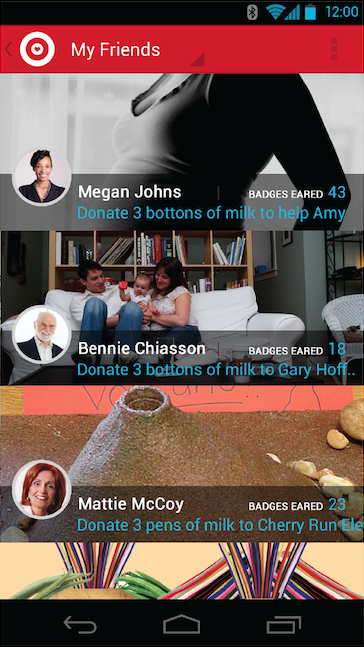 12:00
My Friends
Megan Johns BADGES EARED 43
Donate 3 bottons of milk to help Amy
Bennie Chiasson BADGES EARED 18
Donate 3 bottons of milk to Gary Hoff..
Mattie McCoy BADGES EARED 23
Donate 3 pens of milk to Cherry Run Ele